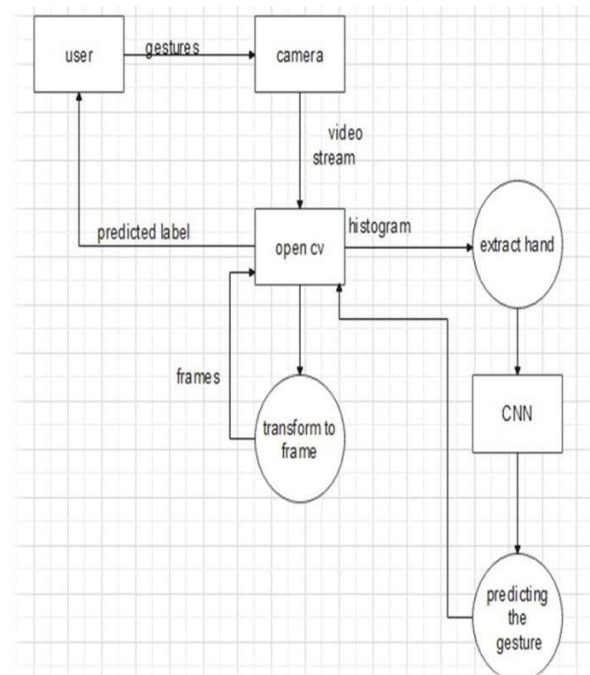 user
gestures
camera
video
stream
predicted label
open cv
histogram
extract hand
frames
transform to
frame
CNN
predicting
the
gesture